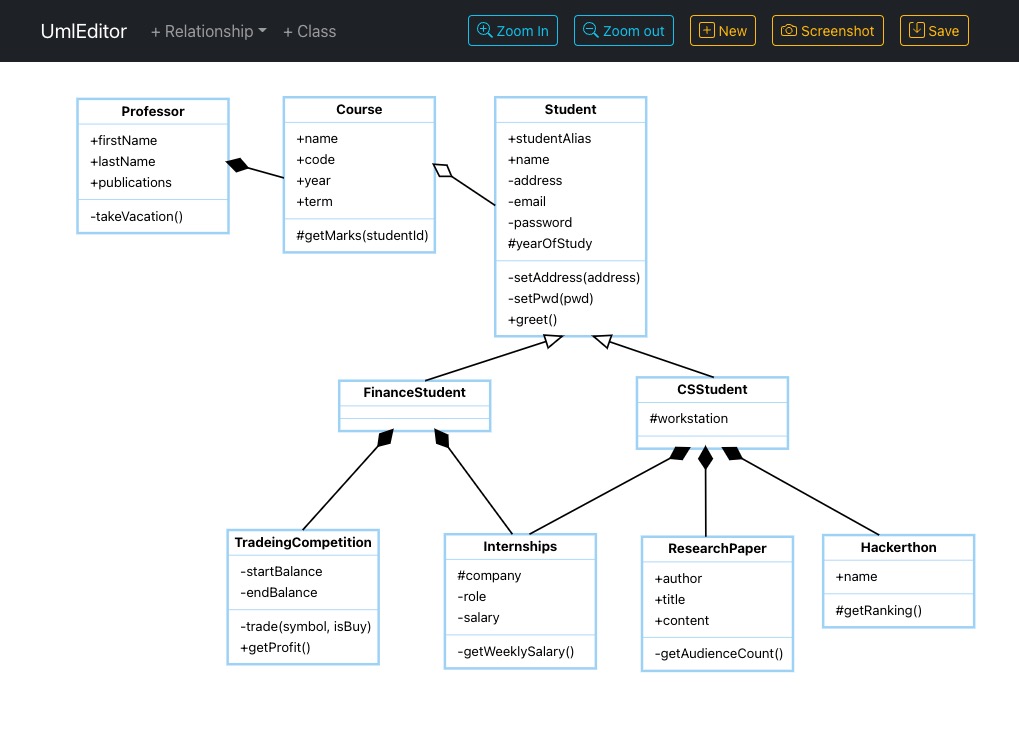 UmlEditor
+ Relationship
+ Class
Zoom In
Zoom out
New
Screenshot
Save
Professor
+firstName
+lastName
+publications
-takeVacation()
Course
+name
+code
+year
+term
#getMarks(studentId)
Student
+studentAlias
+name
-address
-email
-password
#yearOfStudy
-setAddress(address)
-setPwd(pwd)
+greet()
FinanceStudent
CSStudent
#workstation
TradeingCompetition
-startBalance
-endBalance
-trade(symbol, isBuy)
+getProfit()
Internships
#company
-role
-salary
-getWeeklySalary()
ResearchPaper
+author
+title
+content
-getAudienceCount()
Hackerthon
+name
#getRanking()